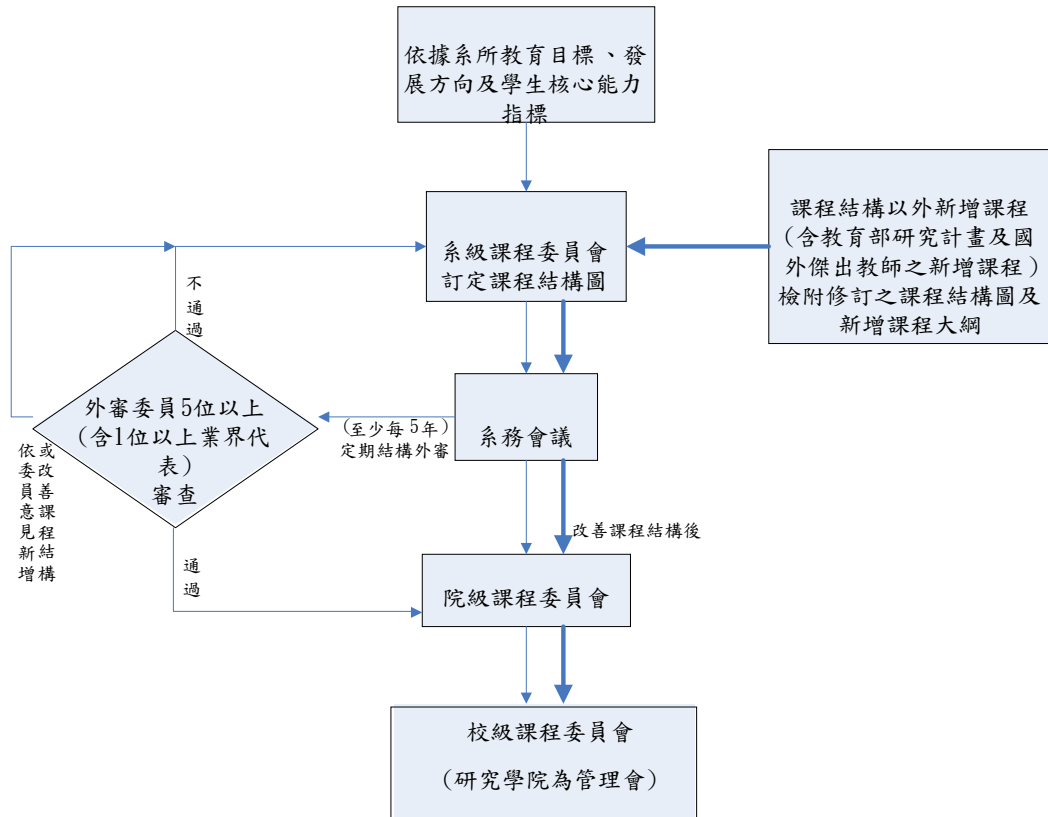 依據系所教育目標、發
展方向及學生核心能力
指標
課程結構以外新增課程
(含教育部研究計畫及國
外傑出教師之新增課程)
檢附修訂之課程結構圖及
新增課程大綱
系級課程委員會
訂定課程結構圖
不通過
外審委員5位以上
(含1位以上業界代
表)
審查
(至少每5年)
定期結構外審
系務會議
依委員意見新增
或改善課程結構
改善課程結構後
通過
院級課程委員會
校級課程委員會
(研究學院為管理會)